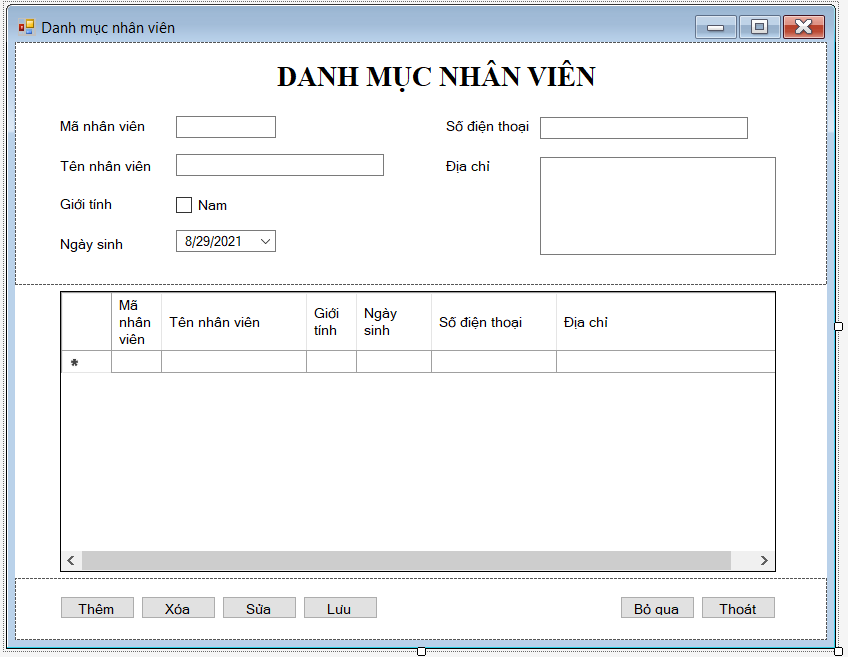 Danh mục nhân viên
DANH MỤC NHÂN VIÊN
Mã nhân viên
Số điện thoại
Tên nhân viên
Địa chỉ
Giới tính
Nam
Ngày sinh
8/29/2021
Mã
nhân
viên
Tên nhân viên
Giới
tính
Ngày
sinh
Số điện thoại
Địa chỉ
*
Thêm
Xóa
Sửa
Lưu
Bỏ qua
Thoát